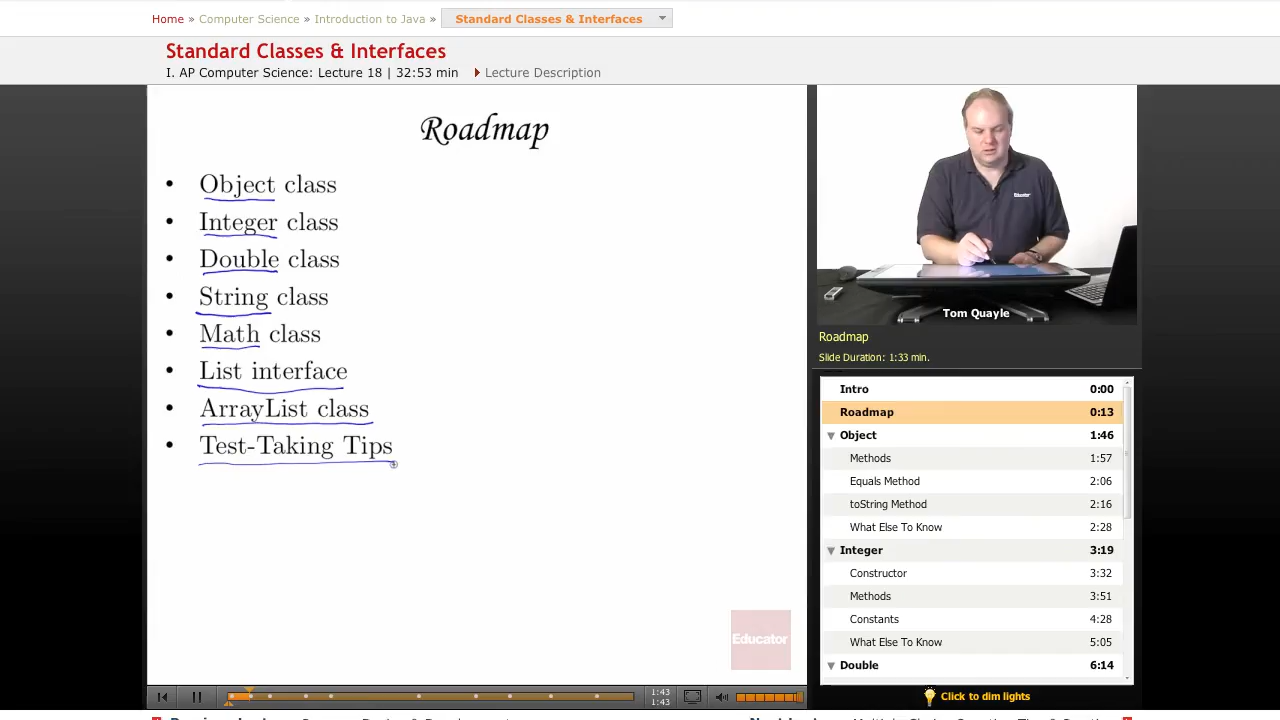 Home » Computer Science » Introduction to Java » Standard Classes & Interfaces
Standard Classes & Interfaces
I. AP Computer Science: Lecture 18 | 32:53 min Lecture Description
Roadmap
• Object class
• Integer class
• Double class
• String class
• Math class
• List interface
• ArrayList class
• Test-Taking Tips
Educator
Educator
Tom Quayle
Roadmap
Slide Duration: 1:33 min.
Intro 0:00
Roadmap 0:13
Object 1:46
Methods 1:57
Equals Method 2:06
toString Method 2:16
What Else To Know 2:28
Integer 3:19
Constructor 3:32
Methods 3:51
Constants 4:28
What Else To Know 5:05
Double 6:14
1:43
1:43
Click to dim lights